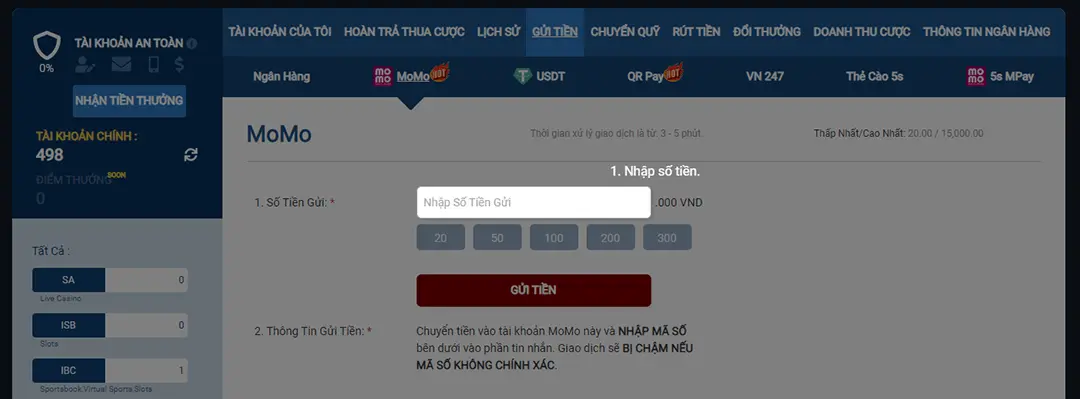 TÀI KHOẢN CỦA TÔI HOÀN TRẢ THUA CƯỢC LỊCH SỬ GỬI TIỀN CHUYỂN QUỸ RÚT TIỀN ĐỔI THƯỞNG DOANH THU CƯỢC THÔNG TIN NGÂN HÀNG
TÀI KHOẢN AN TOÀN
0%
NHẬN TIỀN THƯỞNG
TÀI KHOẢN CHÍNH :
498
ĐIỂM THƯỞNG SOON
0
Tất Cả :
SA 0
Live Casino
ISB 0
Slots
IBC 1
Sportsbook,Virtual Sports,Slots
Ngân Hàng mo mo MoMo HOT USDT QR Pay HOT VN 247 Thẻ Cào 5s mo mo 5s MPay
MoMo Thời gian xử lý giao dịch là từ: 3 - 5 phút. Thấp Nhất/Cao Nhất: 20.00 / 15,000.00
1. Nhập số tiền.
1. Số Tiền Gửi: * Nhập Số Tiền Gửi .000 VND
20 50 100 200 300
GỬI TIỀN
2. Thông Tin Gửi Tiền: * Chuyển tiền vào tài khoản MoMo này và NHẬP MÃ SỐ
bên dưới vào phần tin nhắn. Giao dịch sẽ BỊ CHẬM NẾU
MÃ SỐ KHÔNG CHÍNH XÁC.